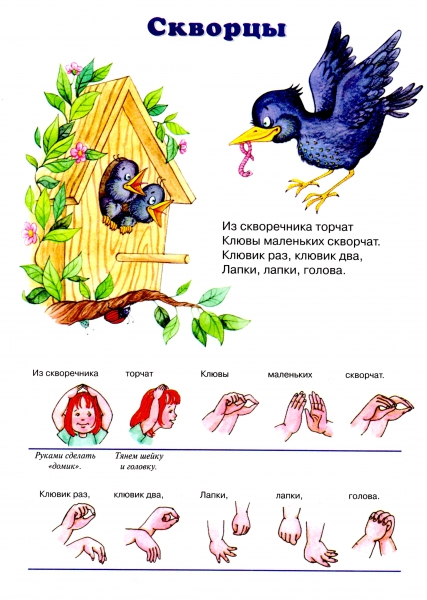 Скворцы
Из скворечника торчат
Клювы маленьких скворчат.
Клювик раз, клювик два,
Лапки, лапки, голова.
Из скворечника торчат Клювы маленьких скворчат.
Руками сделать Тянем шейку
«домик». и головку.
Клювик раз, клювик два, Лапки, лапки, голова.